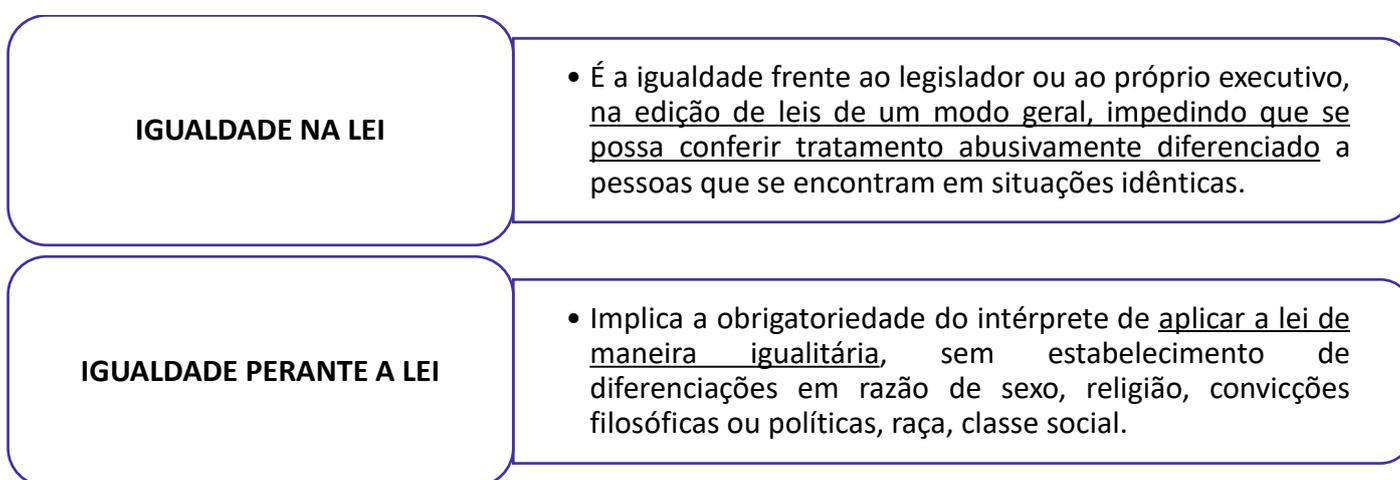 IGUALDADE NA LEI
• É a igualdade frente ao legislador ou ao próprio executivo,
na edição de leis de um modo geral, impedindo que se
possa conferir tratamento abusivamente diferenciado a
pessoas que se encontram em situações idênticas.
IGUALDADE PERANTE A LEI
• Implica a obrigatoriedade do intérprete de aplicar a lei de
maneira igualitária, sem estabelecimento de
diferenciações em razão de sexo, religião, convicções
filosóficas ou políticas, raça, classe social.